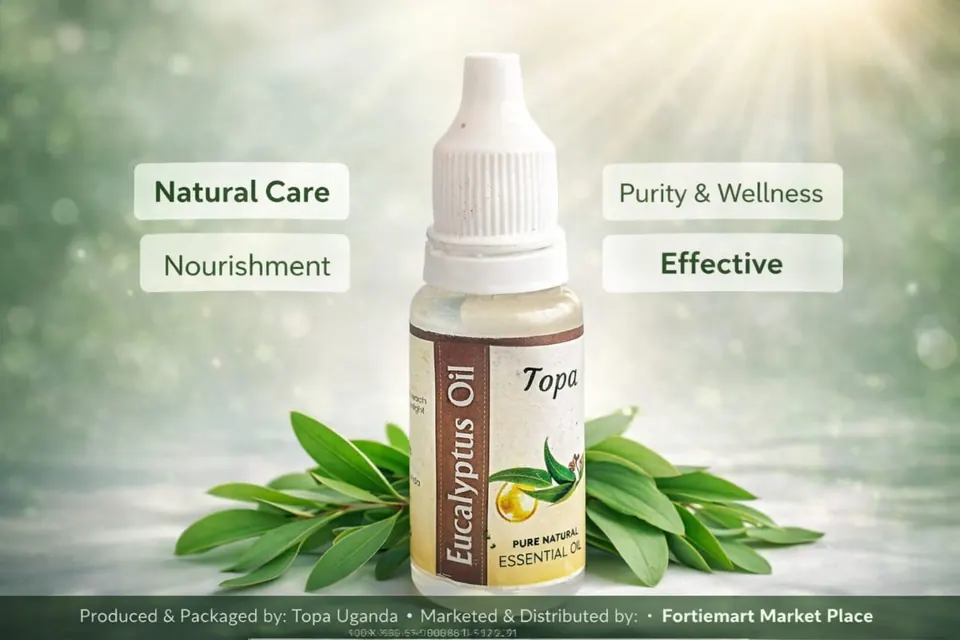 Natural Care
Nourishment
Purity & Wellness
Effective
Topa
Eucalyptus Oil
PURE NATURAL
ESSENTIAL OIL
Produced & Packaged by: Topa Uganda • Marketed & Distributed by: • Fortiemart Market Place